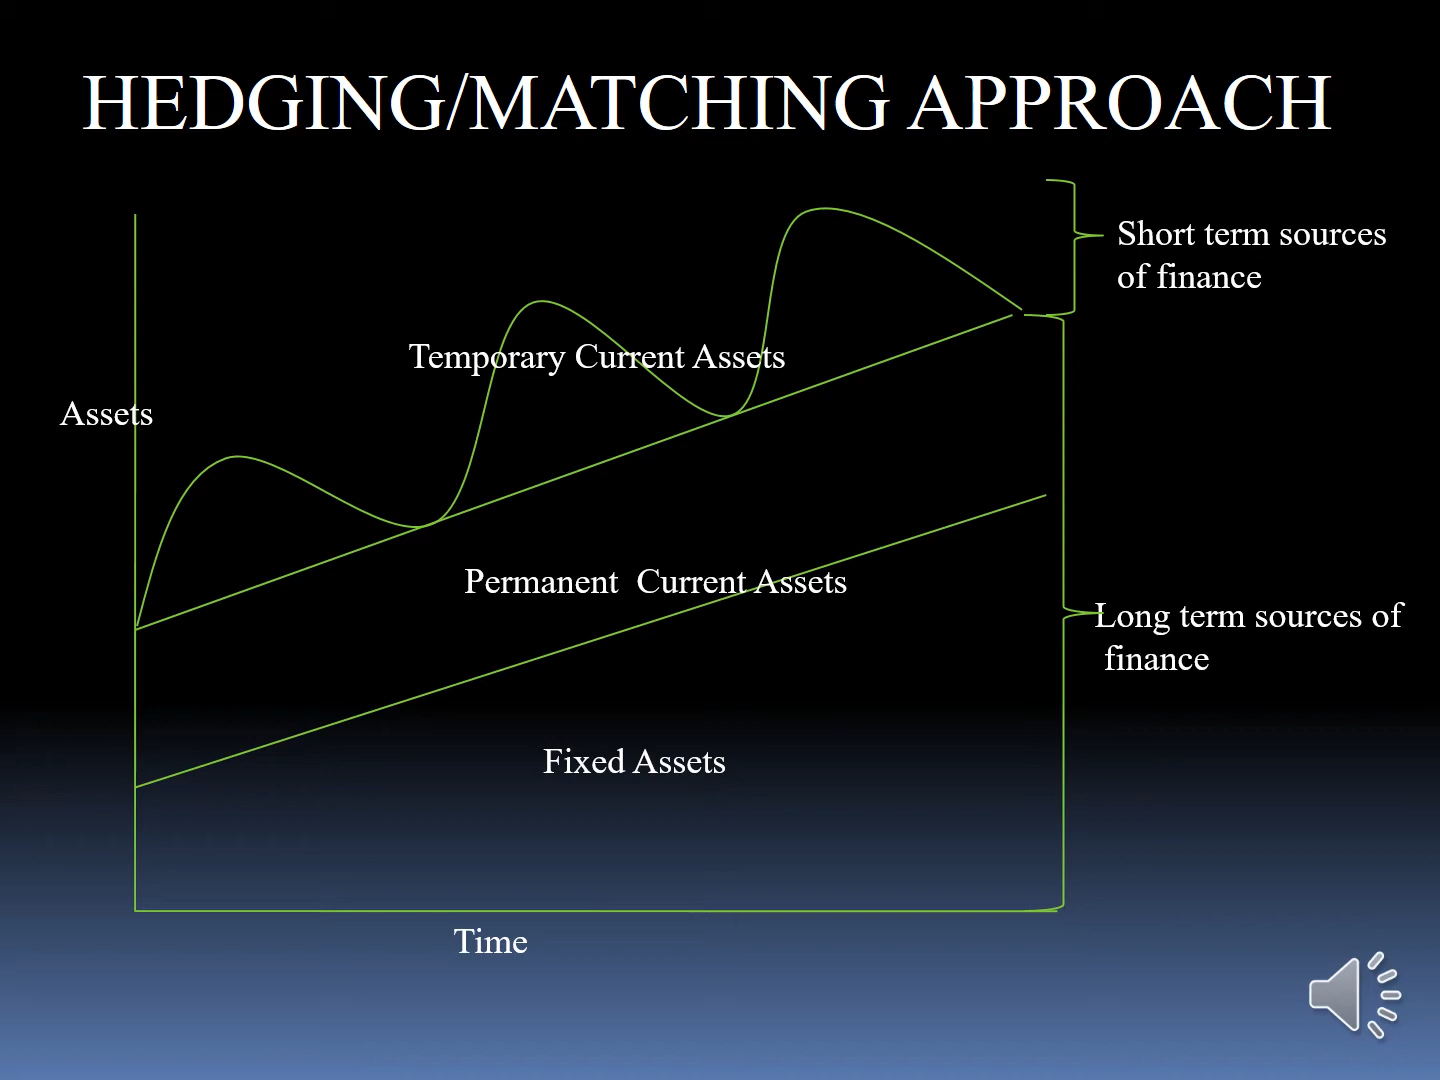 HEDGING/MATCHING APPROACH
Short term sources
of finance
Temporary Current Assets
Assets
Permanent  Current Assets
Long term sources of
finance
Fixed Assets
Time